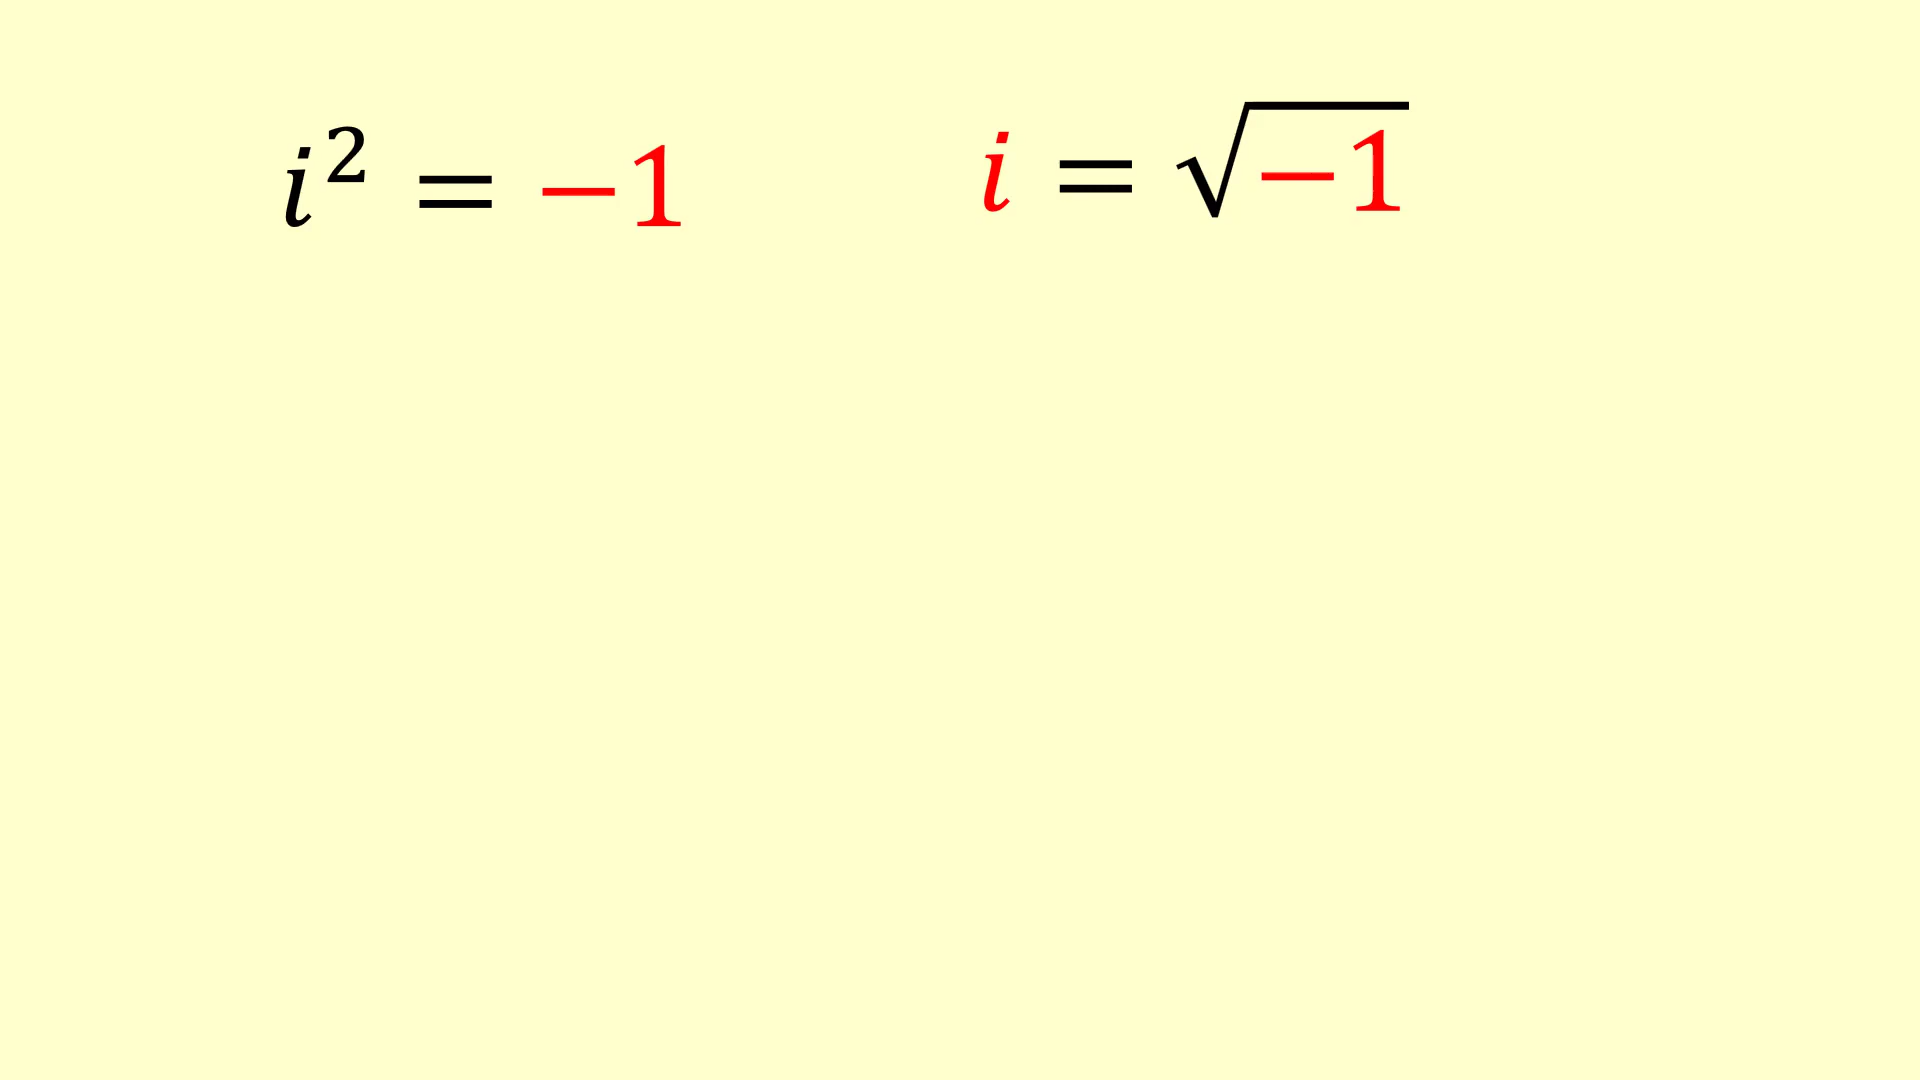 i² = −1
i = √−1